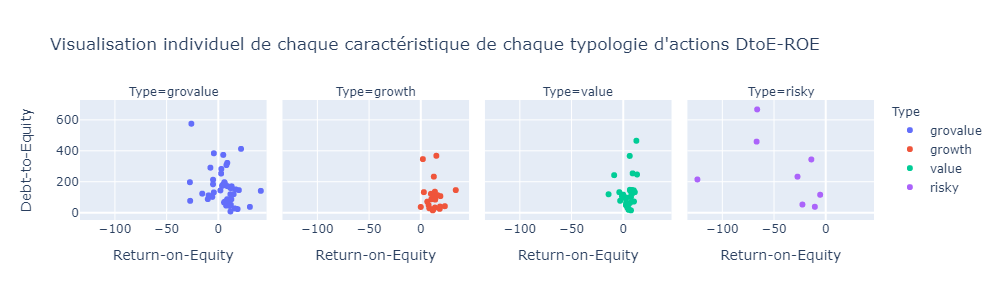 Visualisation individuel de chaque caractéristique de chaque typologie d'actions DtoE-ROE
Type=grovalue Type=growth Type=value Type=risky
Type
grovalue
growth
value
risky
Debt-to-Equity
600
400
200
0
−100 −50 0 −100 −50 0 −100 −50 0 −100 −50 0
Return-on-Equity Return-on-Equity Return-on-Equity Return-on-Equity